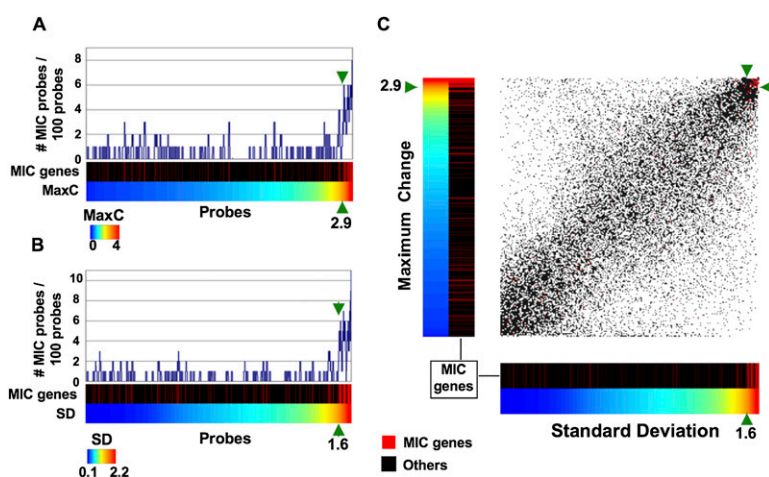 A
# MIC probes /
100 probes
8
6
4
2
0
MIC genes
MaxC
Probes
2.9
MaxC
0 4
B
# MIC probes /
100 probes
10
8
6
4
2
0
MIC genes
SD
Probes
1.6
SD
0.1 2.2
C
2.9
Maximum Change
MIC
genes
Standard Deviation
1.6
MIC genes
Others